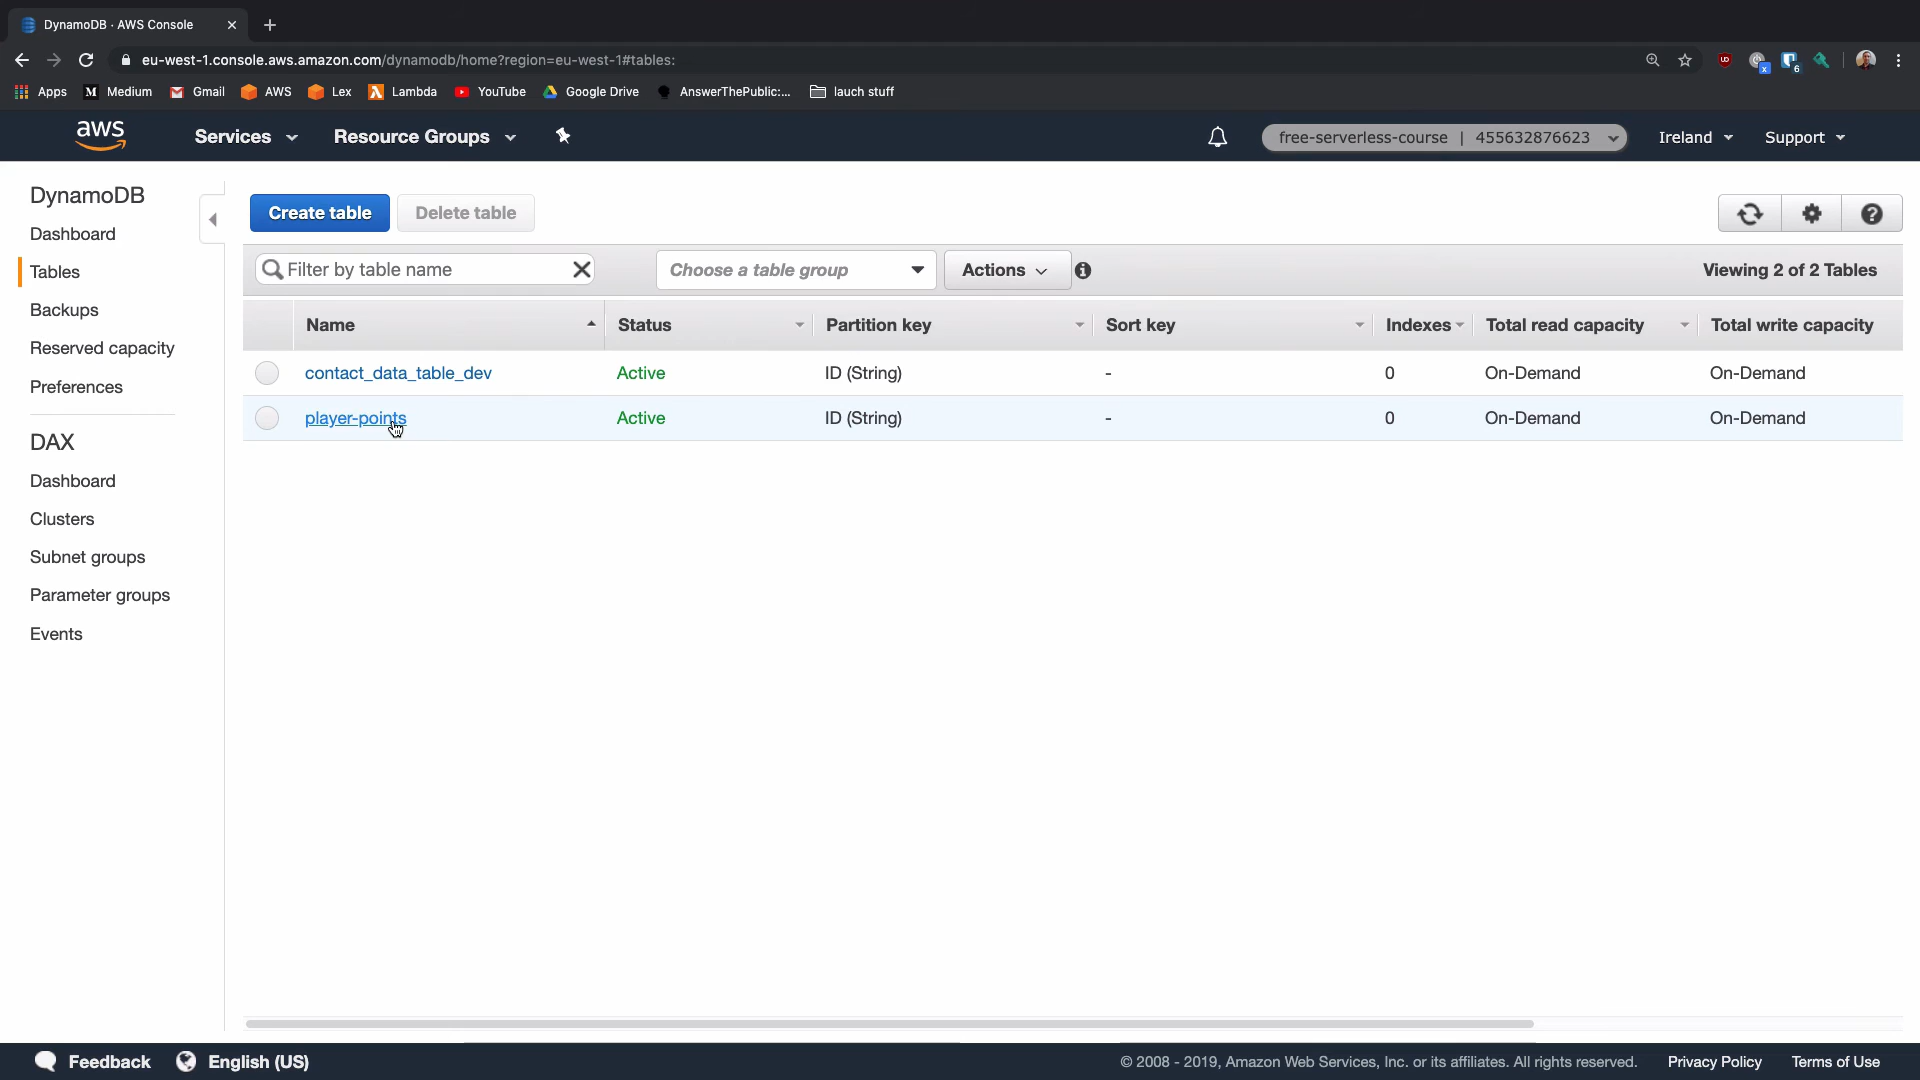 DynamoDB · AWS Console
eu-west-1.console.aws.amazon.com/dynamodb/home?region=eu-west-1#tables:
Apps Medium Gmail AWS Lex Lambda YouTube Google Drive AnswerThePublic:... lauch stuff
aws Services Resource Groups free-serverless-course | 455632876623 Ireland Support
DynamoDB
Dashboard
Tables
Backups
Reserved capacity
Preferences
DAX
Dashboard
Clusters
Subnet groups
Parameter groups
Events
Create table Delete table
Filter by table name Choose a table group Actions Viewing 2 of 2 Tables
Name Status Partition key Sort key Indexes Total read capacity Total write capacity
contact_data_table_dev Active ID (String) - 0 On-Demand On-Demand
player-points Active ID (String) - 0 On-Demand On-Demand
Feedback English (US) © 2008 - 2019, Amazon Web Services, Inc. or its affiliates. All rights reserved. Privacy Policy Terms of Use